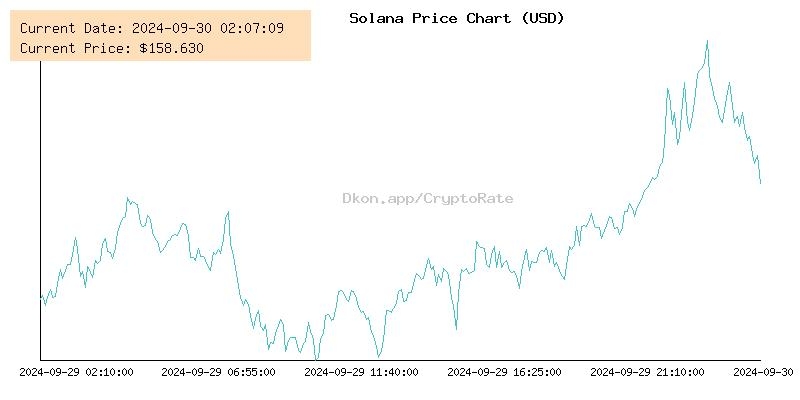 Solana Price Chart (USD)
Current Date: 2024-09-30 02:07:09
Current Price: $158.630
Dkon.app/CryptoRate
2024-09-29 02:10:00 2024-09-29 06:55:00 2024-09-29 11:40:00 2024-09-29 16:25:00 2024-09-29 21:10:00 2024-09-30